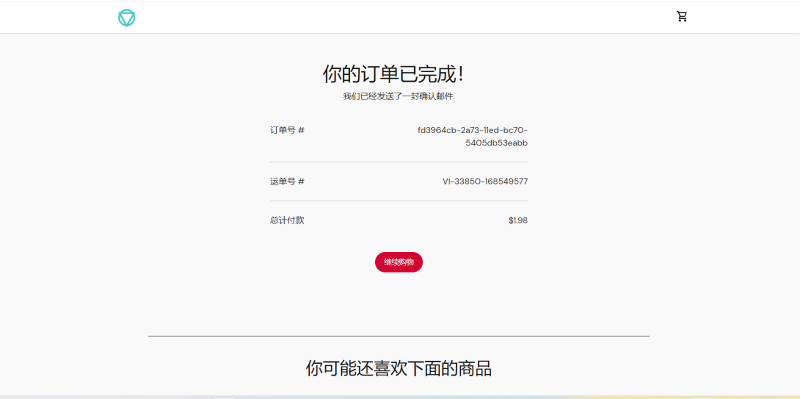 你的订单已完成！
我们已经发送了一封确认邮件.
订单号 # fd3964cb-2a73-11ed-bc70-
5405db53eabb
运单号 # VI-33850-168549577
总计付款 $1.98
继续购物
你可能还喜欢下面的商品